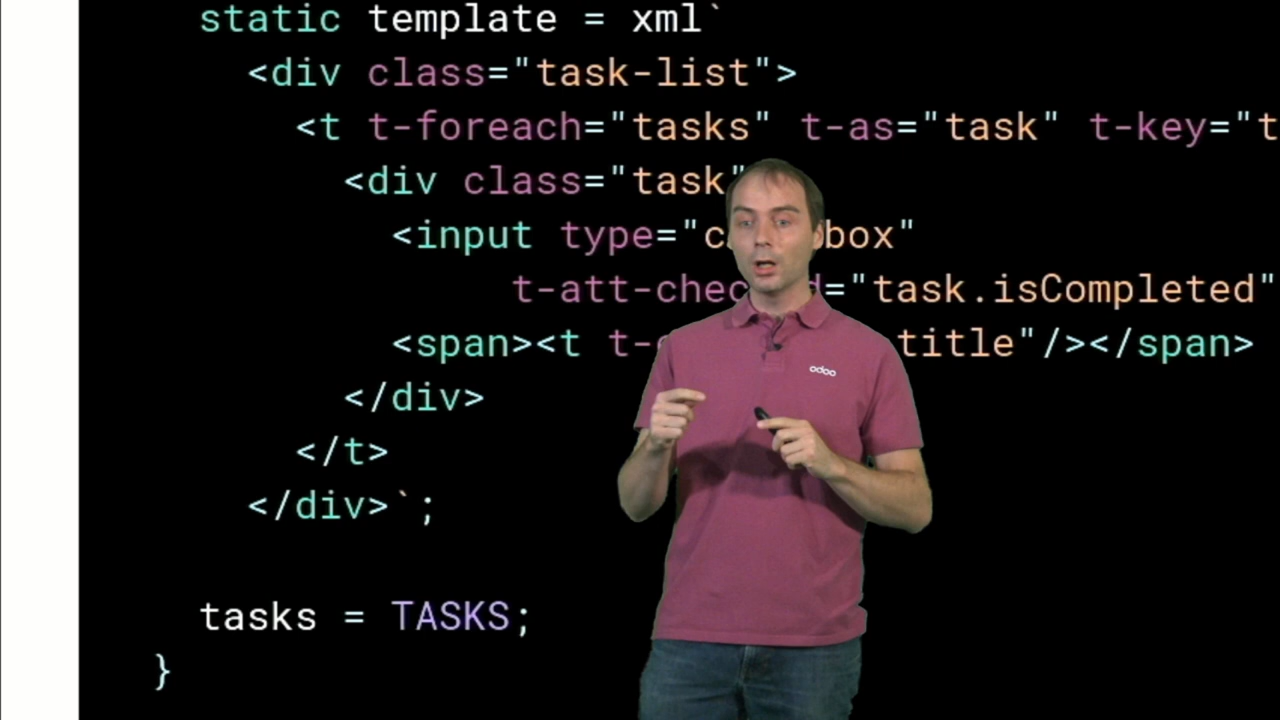 static template = xml`
<div class="task-list">
<t t-foreach="tasks" t-as="task" t-key="t
<div class="task"
<input type="c box"
t-att-chec ="task.isCompleted"
<span><t t- title"/></span>
</div>
</t>
</div>`;
tasks = TASKS;
}
odoo